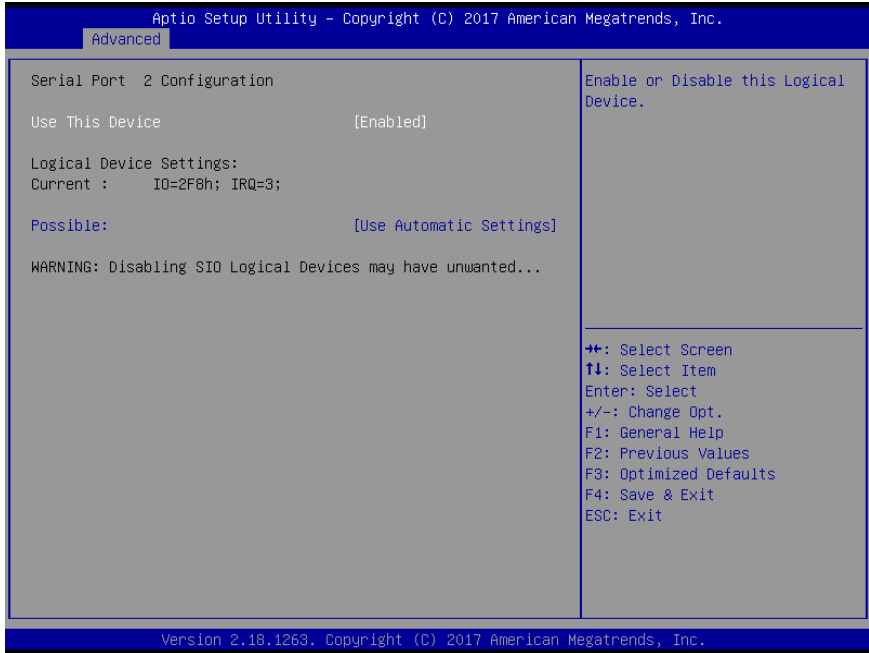 Aptio Setup Utility – Copyright (C) 2017 American Megatrends, Inc.
Advanced
Serial Port  2 Configuration
Use This Device [Enabled]
Logical Device Settings:
Current : IO=2F8h; IRQ=3;
Possible: [Use Automatic Settings]
WARNING: Disabling SIO Logical Devices may have unwanted...
Enable or Disable this Logical
Device.
→←: Select Screen
↑↓: Select Item
Enter: Select
+/-: Change Opt.
F1: General Help
F2: Previous Values
F3: Optimized Defaults
F4: Save & Exit
ESC: Exit
Version 2.18.1263. Copyright (C) 2017 American Megatrends, Inc.